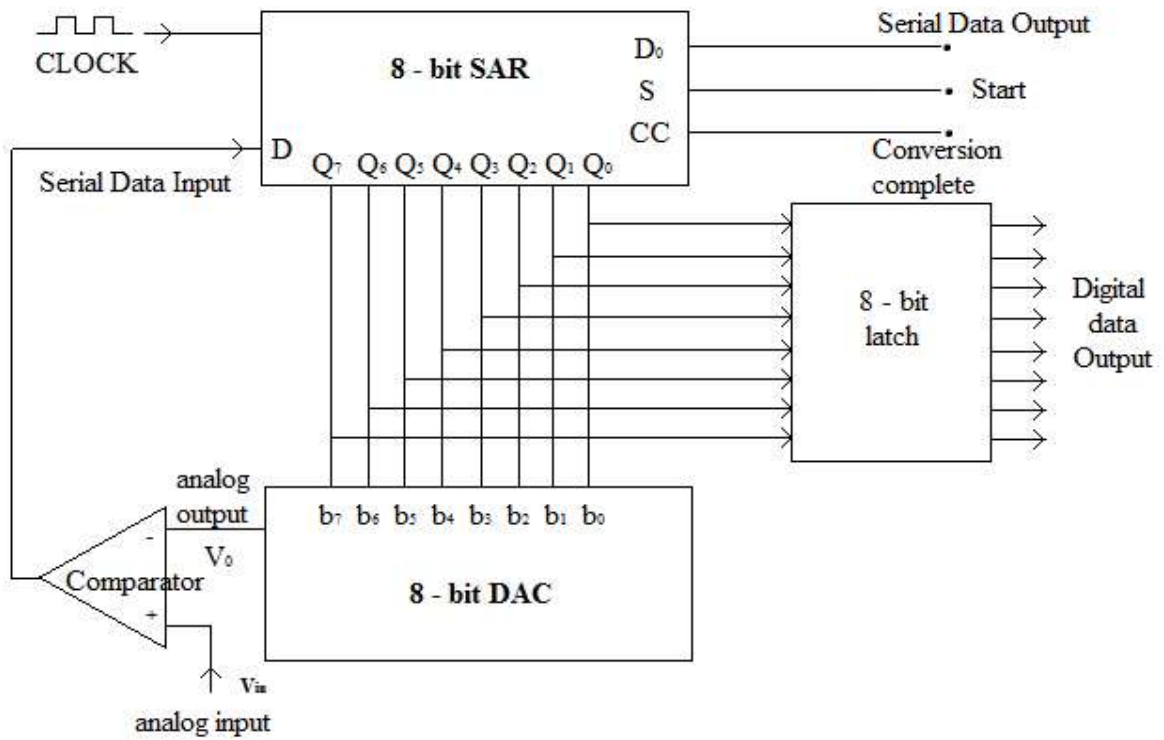 Serial Data Output
CLOCK
8 - bit SAR
D₀
S
Start
CC
D
Q₇ Q₆ Q₅ Q₄ Q₃ Q₂ Q₁ Q₀
Conversion
complete
Serial Data Input
8 - bit
latch
Digital
data
Output
analog
output
b₇ b₆ b₅ b₄ b₃ b₂ b₁ b₀
-
V₀
Comparator
8 - bit DAC
+
Vin
analog input